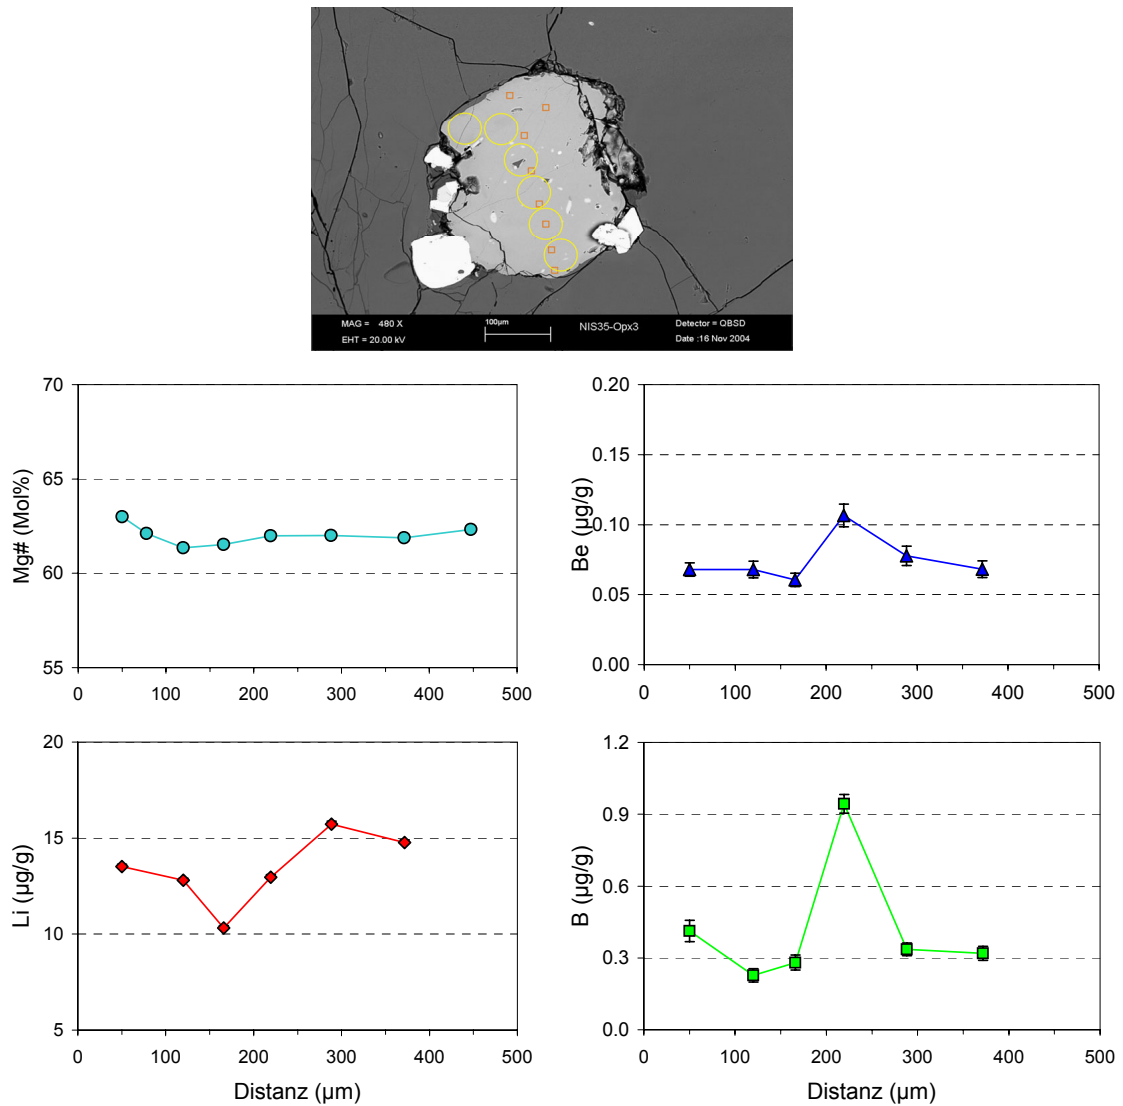 MAG = 480 X
EHT = 20.00 kV
100µm
NIS35-Opx3
Detector = QBSD
Date :16 Nov 2004
70
65
60
55
Mg# (Mol%)
0 100 200 300 400 500
0.20
0.15
0.10
0.05
0.00
Be (µg/g)
0 100 200 300 400 500
20
15
10
5
Li (µg/g)
0 100 200 300 400 500
Distanz (µm)
1.2
0.9
0.6
0.3
0.0
B (µg/g)
0 100 200 300 400 500
Distanz (µm)